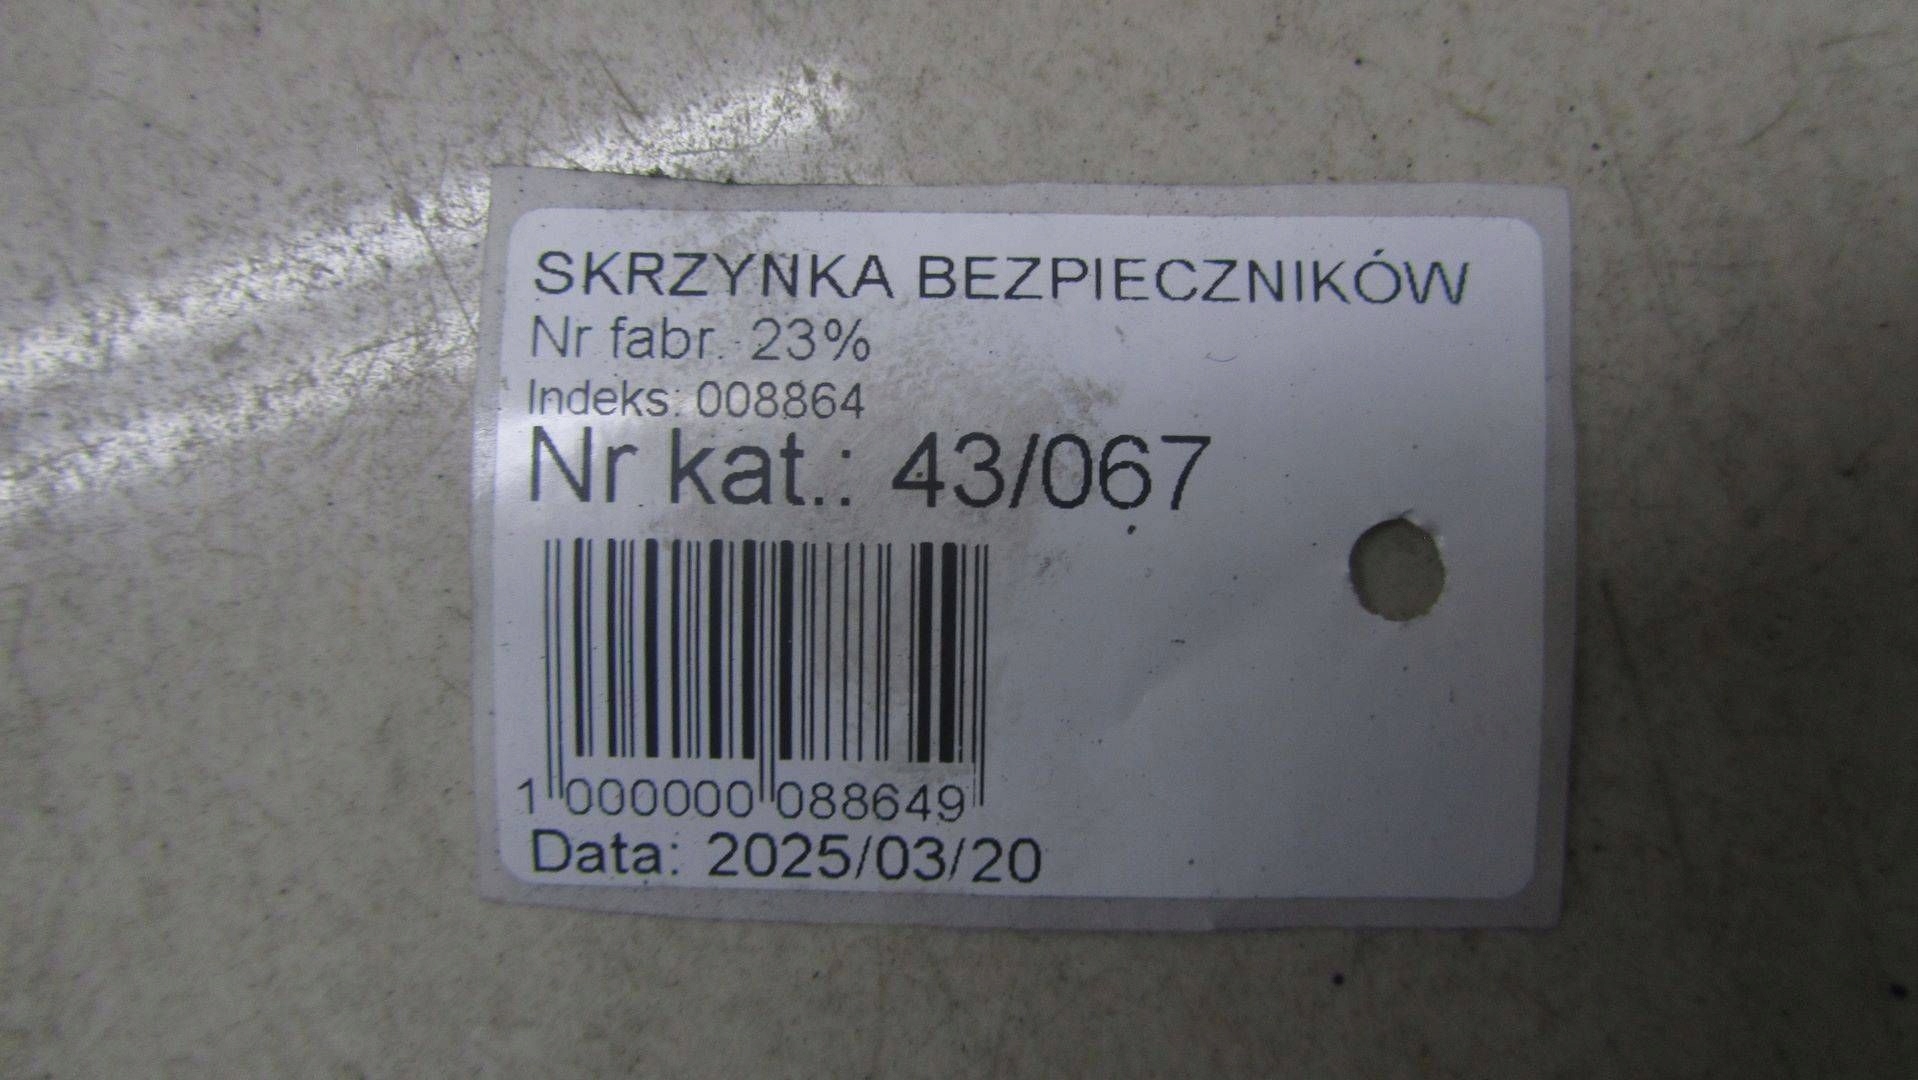 SKRZYNKA BEZPIECZNIKÓW
Nr fabr. 23%
Indeks: 008864
Nr kat.: 43/067
1 000000 088649
Data: 2025/03/20